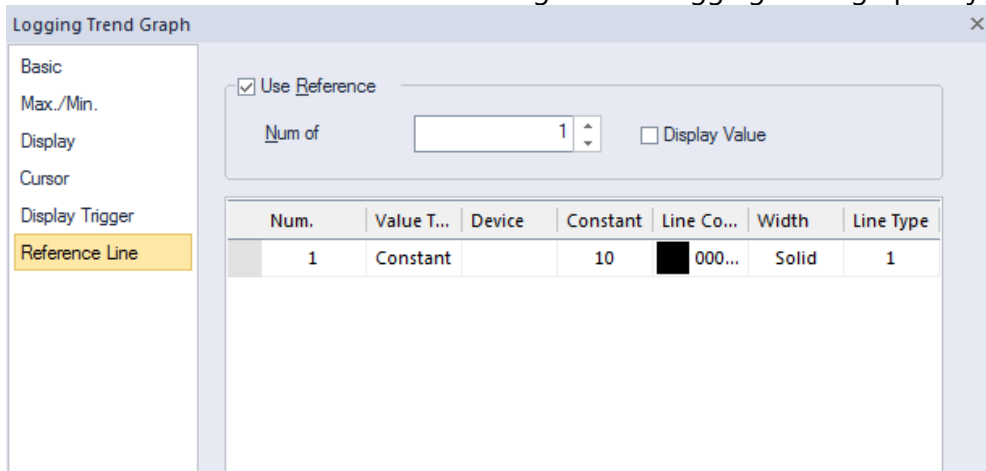 Logging Trend Graph
Basic
Max./Min.
Display
Cursor
Display Trigger
Reference Line
Use Reference
Num of 1 Display Value
Num. Value T... Device Constant Line Co... Width Line Type
1 Constant 10 000... Solid 1